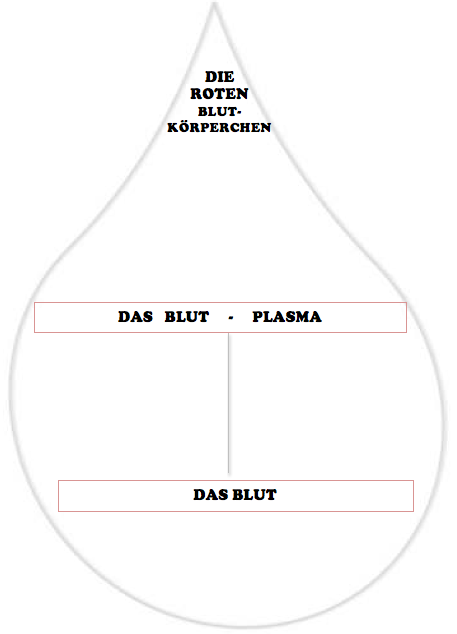 DIE
ROTEN
BLUT-
KÖRPERCHEN
DAS BLUT - PLASMA
DAS BLUT